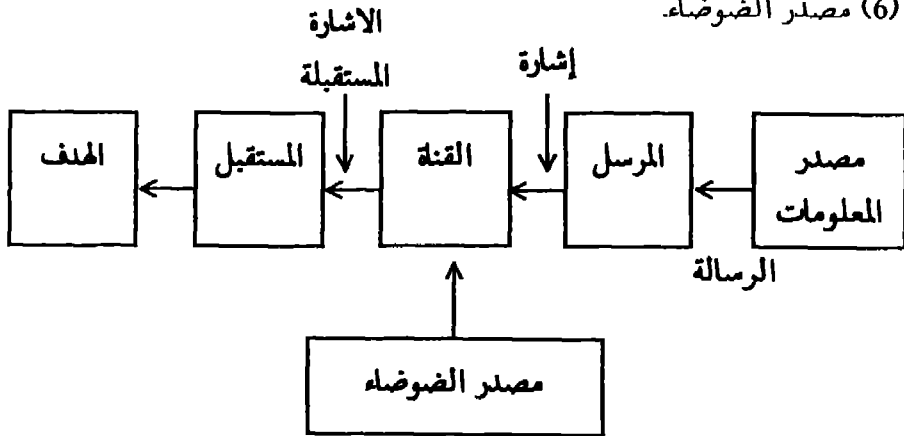 (6) مصدر الضوضاء.
الاشارة
المستقبلة
إشارة
مصدر
المعلومات
المرسل
القناة
المستقبل
الهدف
الرسالة
مصدر الضوضاء